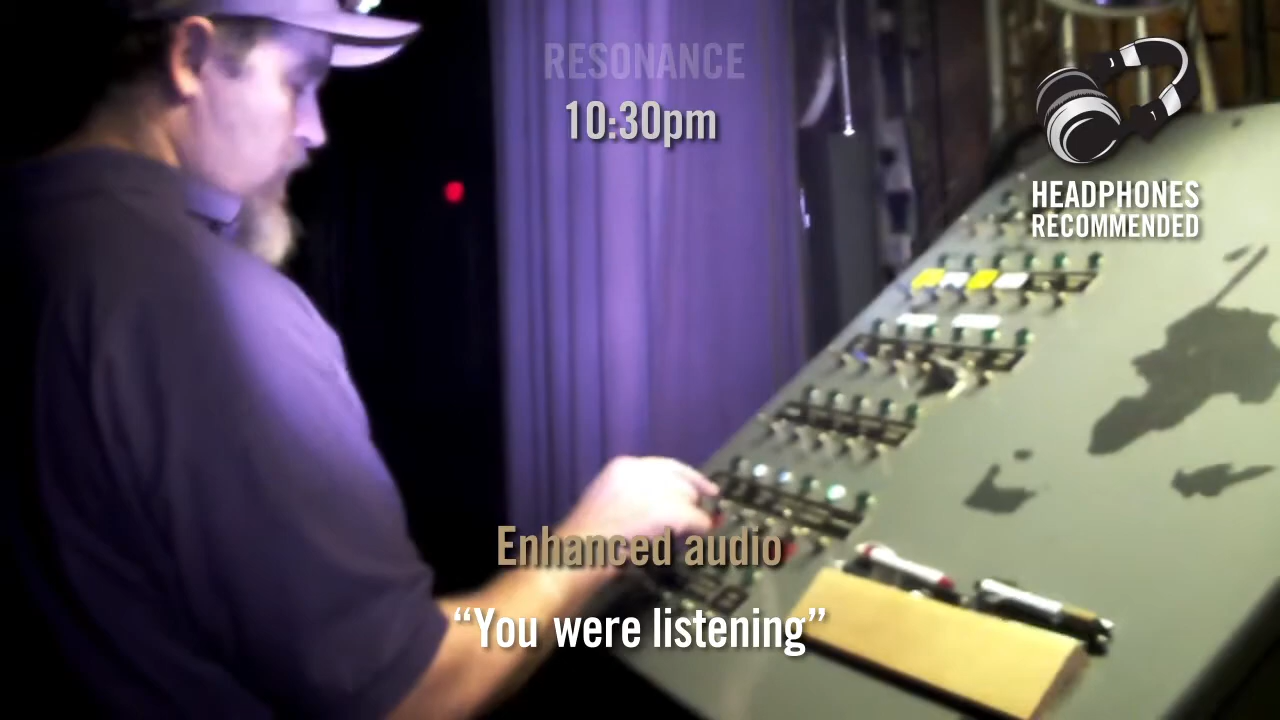 RESONANCE
10:30pm
HEADPHONES
RECOMMENDED
Enhanced audio
“You were listening”